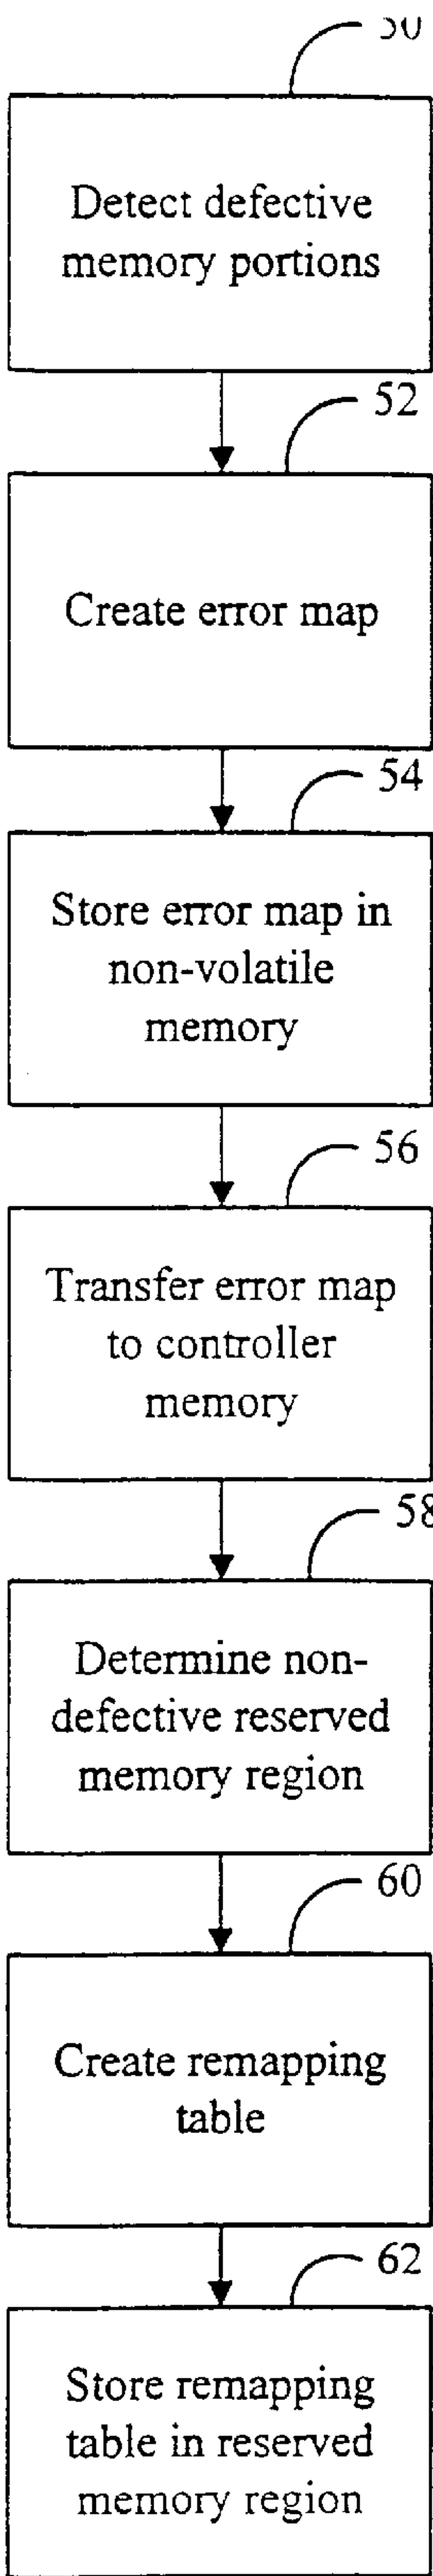 50
Detect defective
memory portions
52
Create error map
54
Store error map in
non-volatile
memory
56
Transfer error map
to controller
memory
58
Determine non-
defective reserved
memory region
60
Create remapping
table
62
Store remapping
table in reserved
memory region